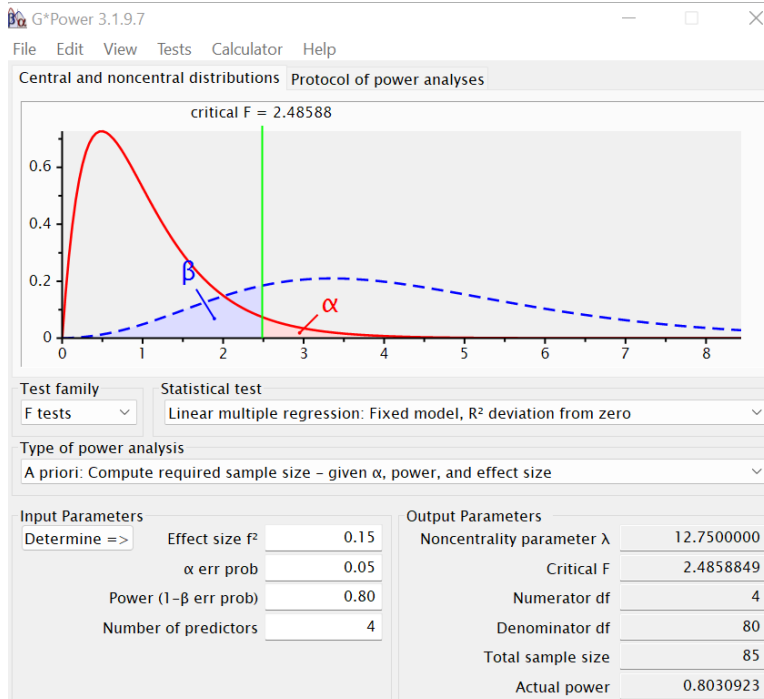 βα G*Power 3.1.9.7
File Edit View Tests Calculator Help
Central and noncentral distributions Protocol of power analyses
critical F = 2.48588
0.6
0.4
0.2
0
β
α
0 1 2 3 4 5 6 7 8
Test family Statistical test
F tests Linear multiple regression: Fixed model, R² deviation from zero
Type of power analysis
A priori: Compute required sample size – given α, power, and effect size
Input Parameters Output Parameters
Determine => Effect size f² 0.15 Noncentrality parameter λ 12.7500000
α err prob 0.05 Critical F 2.4858849
Power (1–β err prob) 0.80 Numerator df 4
Number of predictors 4 Denominator df 80
Total sample size 85
Actual power 0.8030923